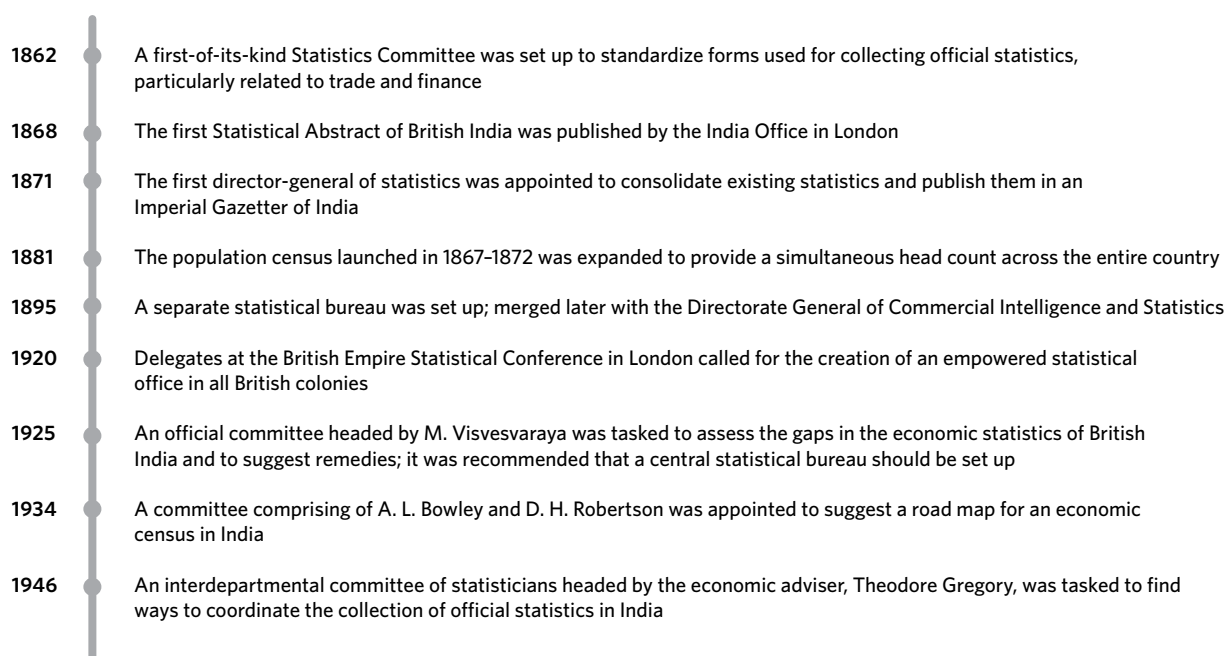 1862 A first-of-its-kind Statistics Committee was set up to standardize forms used for collecting official statistics,
particularly related to trade and finance
1868 The first Statistical Abstract of British India was published by the India Office in London
1871 The first director-general of statistics was appointed to consolidate existing statistics and publish them in an
Imperial Gazetter of India
1881 The population census launched in 1867–1872 was expanded to provide a simultaneous head count across the entire country
1895 A separate statistical bureau was set up; merged later with the Directorate General of Commercial Intelligence and Statistics
1920 Delegates at the British Empire Statistical Conference in London called for the creation of an empowered statistical
office in all British colonies
1925 An official committee headed by M. Visvesvaraya was tasked to assess the gaps in the economic statistics of British
India and to suggest remedies; it was recommended that a central statistical bureau should be set up
1934 A committee comprising of A. L. Bowley and D. H. Robertson was appointed to suggest a road map for an economic
census in India
1946 An interdepartmental committee of statisticians headed by the economic adviser, Theodore Gregory, was tasked to find
ways to coordinate the collection of official statistics in India